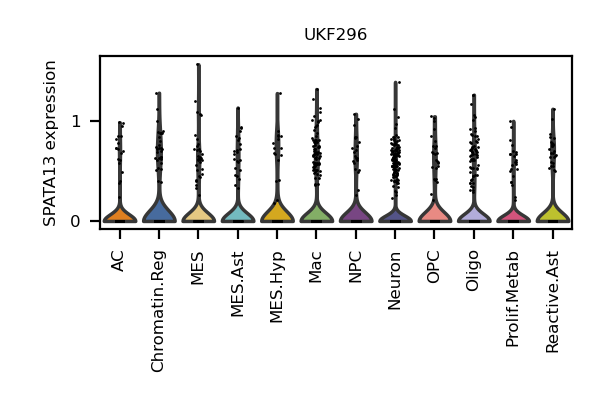 UKF296
SPATA13 expression
1
0
AC
Chromatin.Reg
MES
MES.Ast
MES.Hyp
Mac
NPC
Neuron
OPC
Oligo
Prolif.Metab
Reactive.Ast